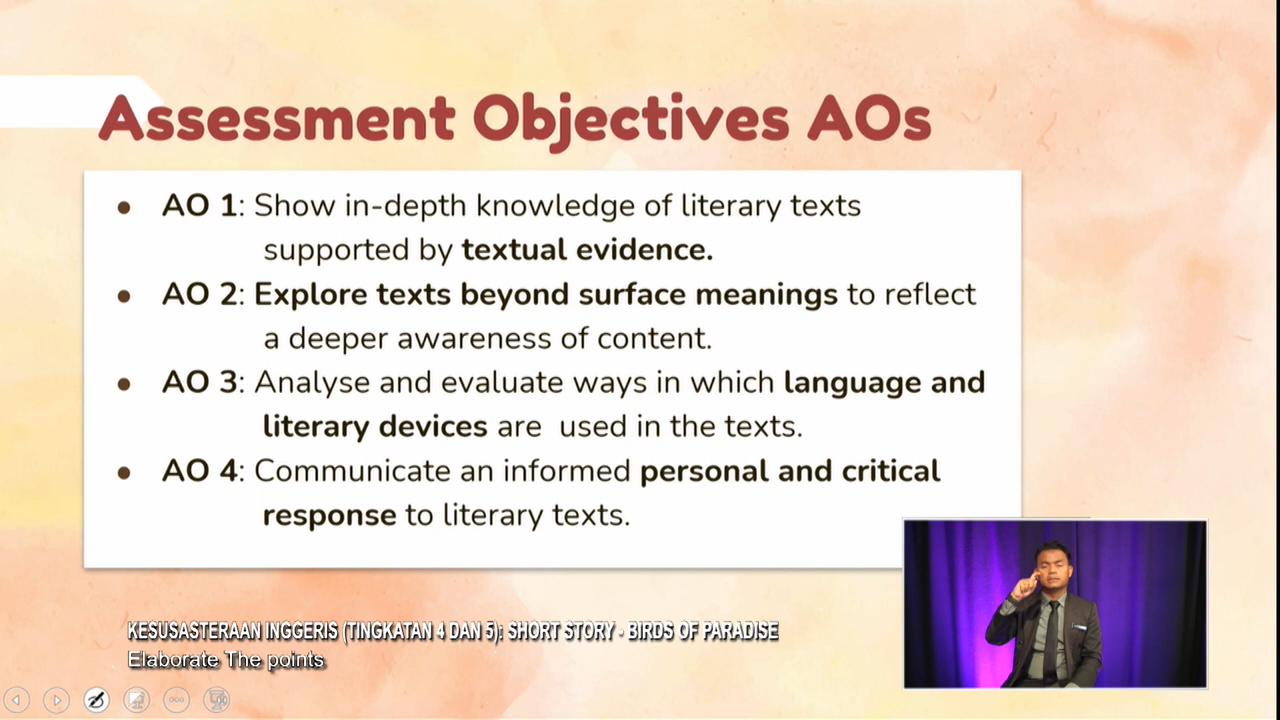 Assessment Objectives AOs
• AO 1: Show in-depth knowledge of literary texts
supported by textual evidence.
• AO 2: Explore texts beyond surface meanings to reflect
a deeper awareness of content.
• AO 3: Analyse and evaluate ways in which language and
literary devices are  used in the texts.
• AO 4: Communicate an informed personal and critical
response to literary texts.
KESUSASTERAAN INGGERIS (TINGKATAN 4 DAN 5): SHORT STORY - BIRDS OF PARADISE
Elaborate The points